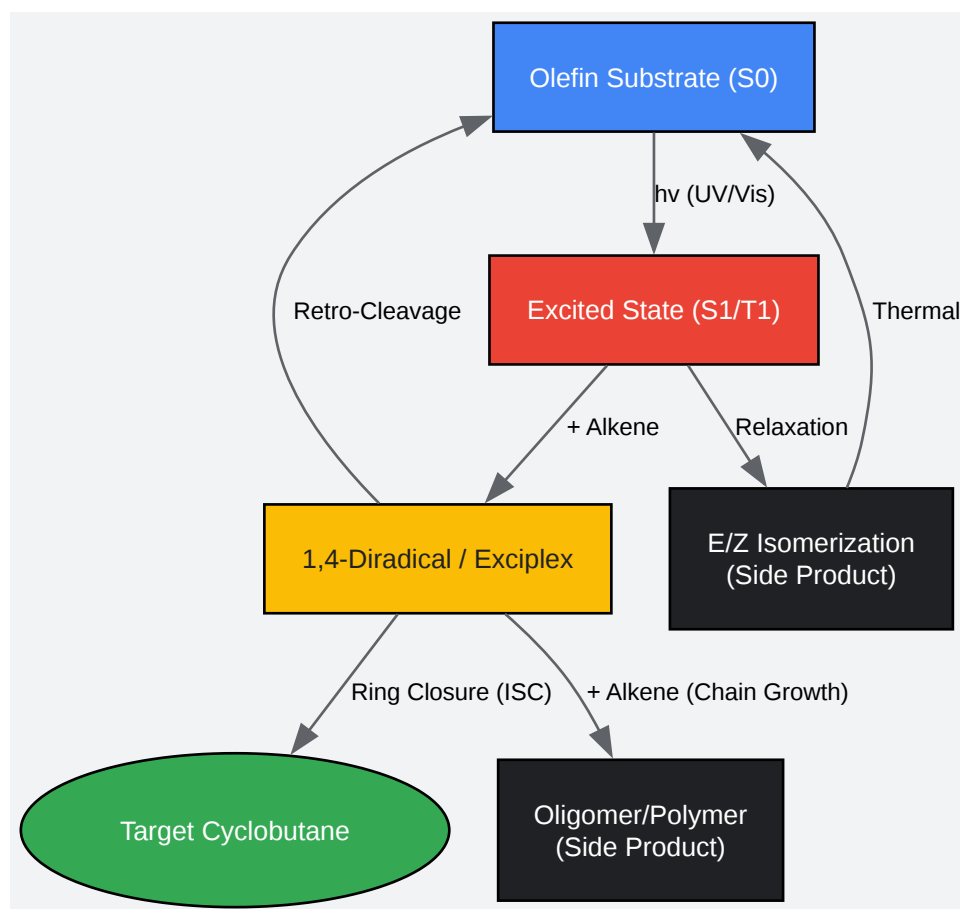 Olefin Substrate (S0)
hv (UV/Vis)
Retro-Cleavage
Excited State (S1/T1)
Thermal
+ Alkene
Relaxation
1,4-Diradical / Exciplex
E/Z Isomerization
(Side Product)
Ring Closure (ISC)
+ Alkene (Chain Growth)
Target Cyclobutane
Oligomer/Polymer
(Side Product)